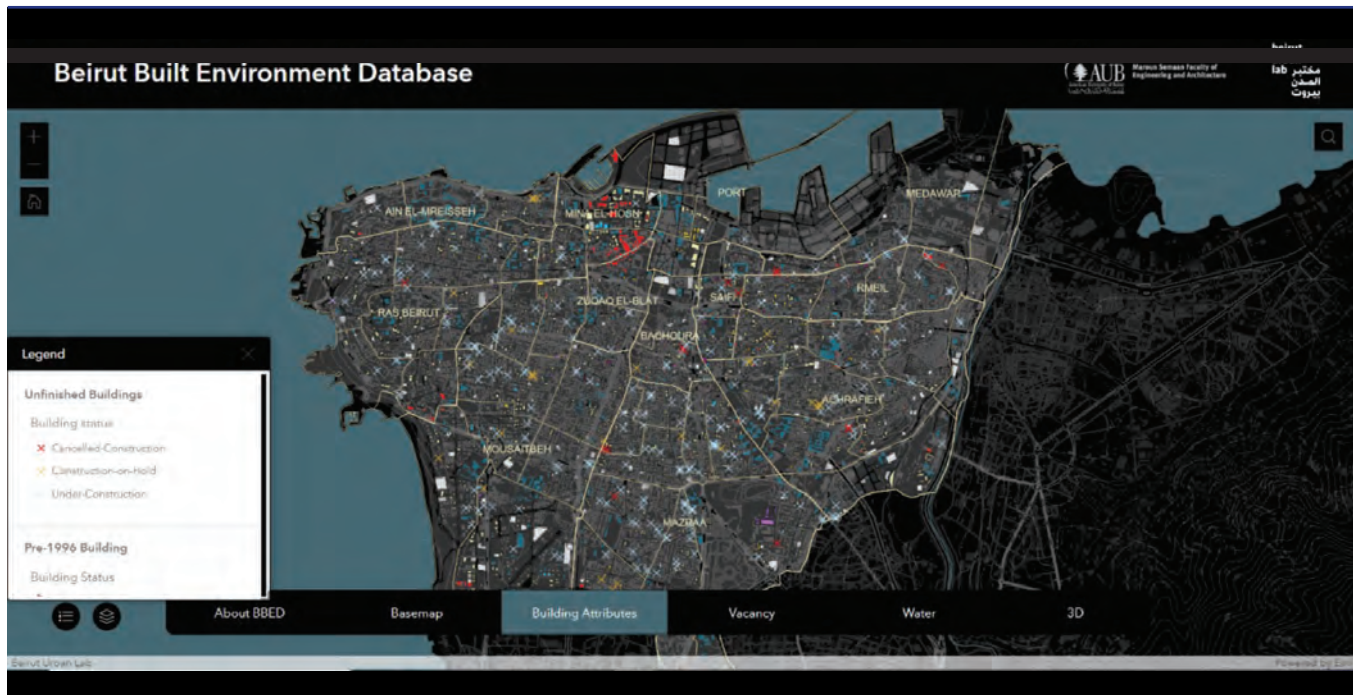 Beirut Built Environment Database
AUB
Maroun Semaan Faculty of
Engineering and Architecture
beirut
lab مختبر
المدن
بيروت
PORT
MEDAWAR
AIN EL-MREISSEH
MINA EL-HOSN
RMEIL
ZUQAQ EL-BLAT
SAIFI
RAS BEIRUT
BACHOURA
ACHRAFIEH
MOUSAITBEH
MAZRAA
Legend
Unfinished Buildings
Building status
Cancelled-Construction
Construction-on-Hold
Under-Construction
Pre-1996 Building
Building Status
About BBED
Basemap
Building Attributes
Vacancy
Water
3D
Beirut Urban Lab
Powered by Esri